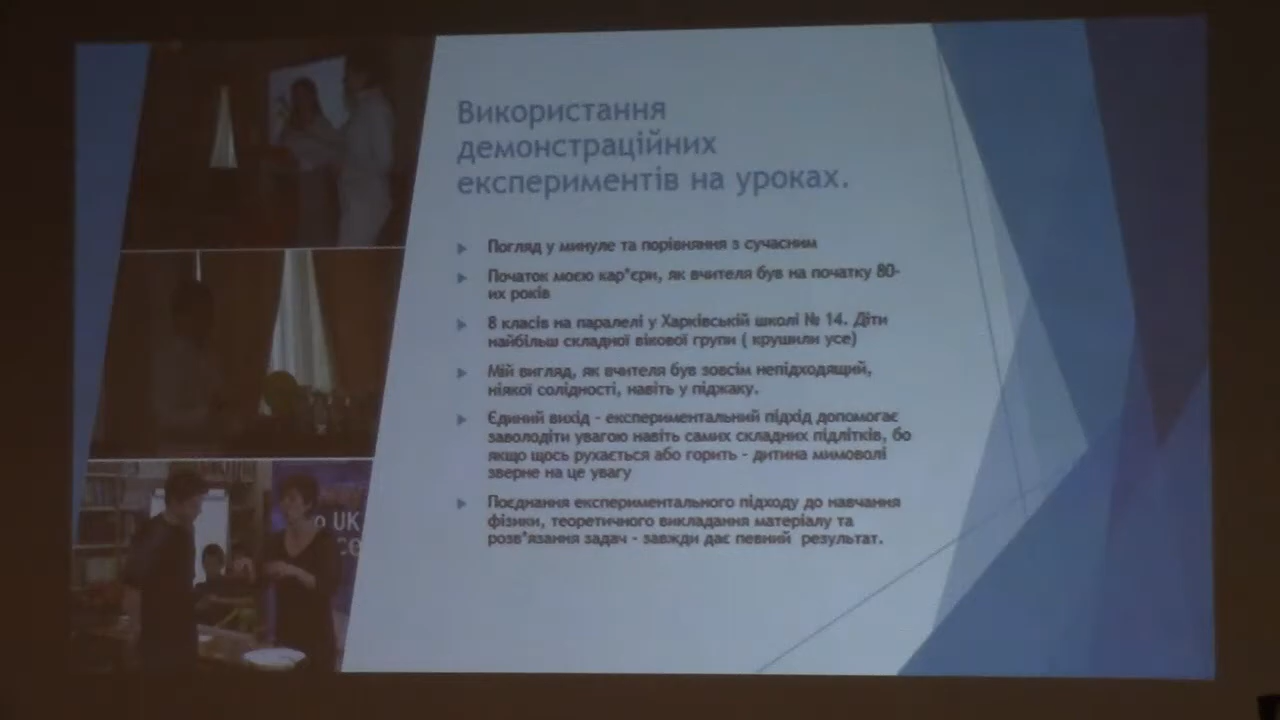 Використання
демонстраційних
експериментів на уроках.
Погляд у минуле та порівняння з сучасним
Початок моєю кар'єри, як вчителя був на початку 80-
их років
8 класів на паралелі у Харківській школі № 14. Діти
найбільш складної вікової групи ( крушили усе)
Мій вигляд, як вчителя був зовсім непідходящий,
ніякої солідності, навіть у піджаку.
Єдиний вихід - експериментальний підхід допомогає
заволодіти увагою навіть самих складних підлітків, бо
якщо щось рухається або горить - дитина мимоволі
зверне на це увагу
Поєднання експериментального підходу до навчання
фізики, теоретичного викладання матеріалу та
розв'язання задач - завжди дає певний результат.
UK